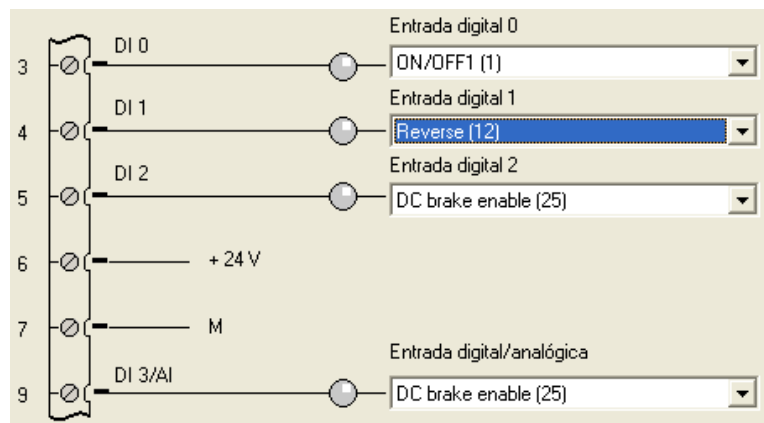 Entrada digital 0
3 DI 0 ON/OFF1 (1)
Entrada digital 1
4 DI 1 Reverse (12)
Entrada digital 2
5 DI 2 DC brake enable (25)
6 + 24 V
7 M
Entrada digital/analógica
9 DI 3/AI DC brake enable (25)